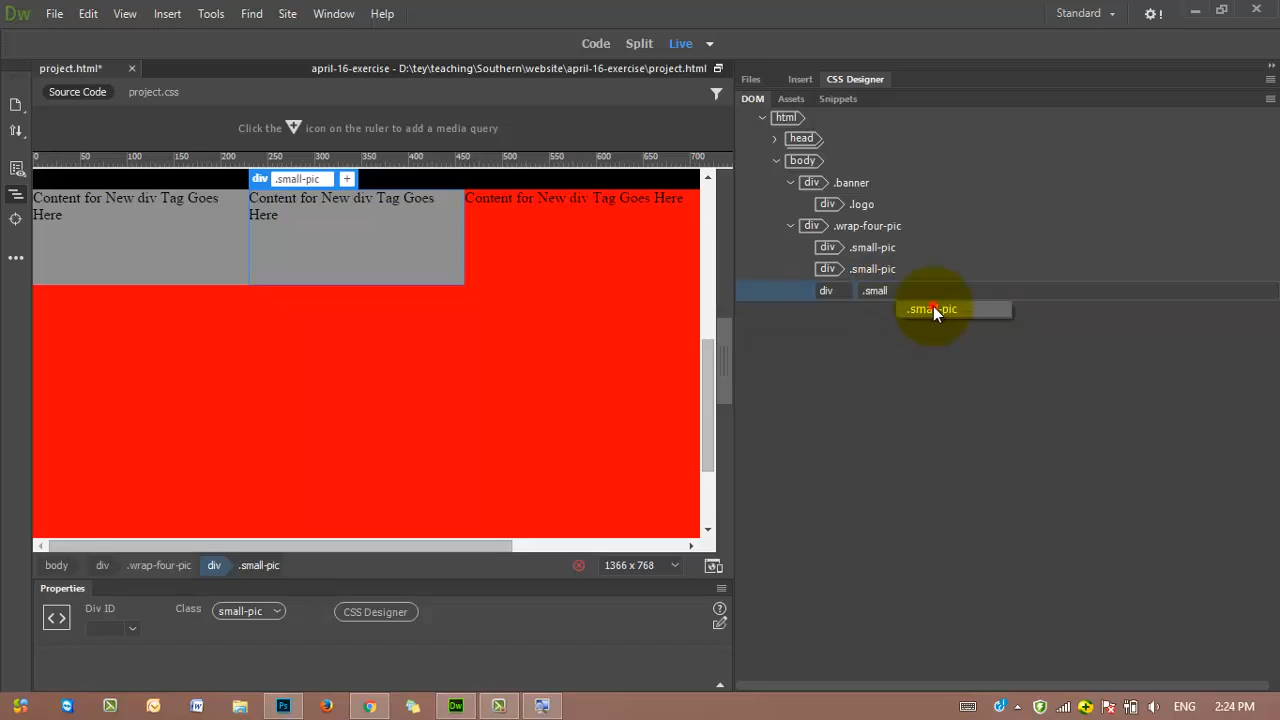 Dw File Edit View Insert Tools Find Site Window Help Standard !
Code Split Live
project.html* april-16-exercise - D:\tey\teaching\Southern\website\april-16-exercise\project.html
Files Insert CSS Designer
Source Code project.css
DOM Assets Snippets
Click the icon on the ruler to add a media query
0 50 100 150 200 250 300 350 400 450 500 550 600 650 700
div .small-pic +
Content for New div Tag Goes
Here
Content for New div Tag Goes
Here
Content for New div Tag Goes Here
html
head
body
div .banner
div .logo
div .wrap-four-pic
div .small-pic
div .small-pic
div .small
.small-pic
body div .wrap-four-pic div .small-pic 1366 x 768
Properties
Div ID Class small-pic CSS Designer
Ps Dw ENG 2:24 PM